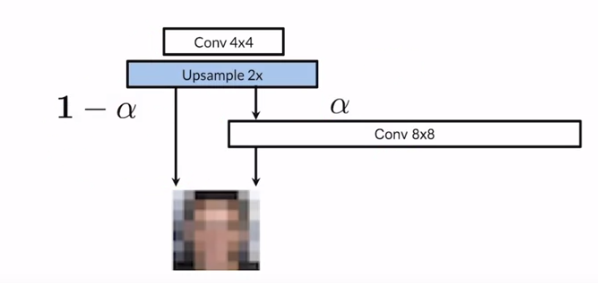 Conv 4x4
Upsample 2x
1 − α
α
Conv 8x8